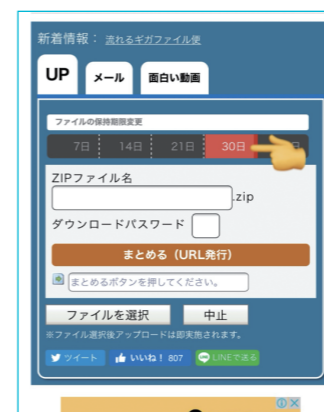 新着情報： 流れるギガファイル便
UP メール 面白い動画
ファイルの保持期限変更
7日 14日 21日 30日 日
ZIPファイル名
.zip
ダウンロードパスワード
まとめる（URL発行）
まとめるボタンを押してください。
ファイルを選択 中止
※ファイル選択後アップロードは即実施されます。
ツイート いいね！ 807 LINEで送る